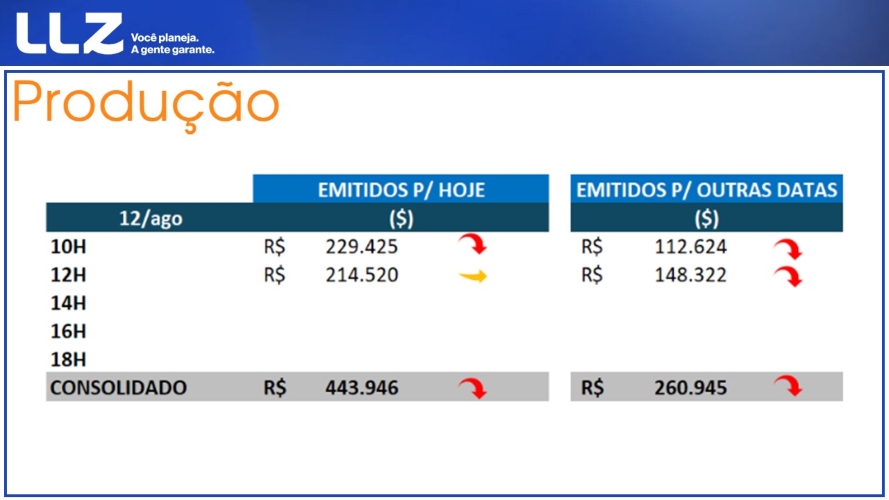 LLZ Você planeja.
A gente garante.
Produção
EMITIDOS P/ HOJE EMITIDOS P/ OUTRAS DATAS
12/ago ($) ($)
10H R$ 229.425 R$ 112.624
12H R$ 214.520 R$ 148.322
14H
16H
18H
CONSOLIDADO R$ 443.946 R$ 260.945